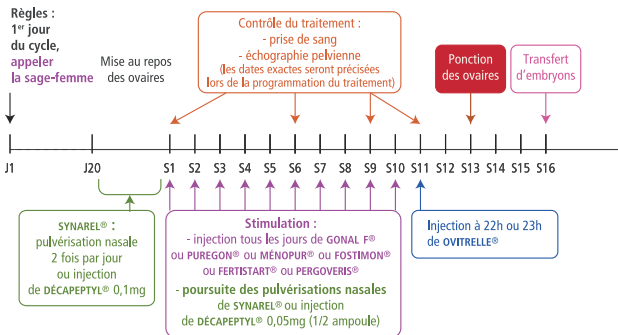 Règles :
1er jour
du cycle,
appeler
la sage-femme
Mise au repos
des ovaires
Contrôle du traitement :
- prise de sang
- échographie pelvienne
(les dates exactes seront précisées
lors de la programmation du traitement)
Ponction
des ovaires
Transfert
d'embryons
J1 J20 S1 S2 S3 S4 S5 S6 S7 S8 S9 S10 S11 S12 S13 S14 S15 S16
SYNAREL® :
pulvérisation nasale
2 fois par jour
ou injection
de DÉCAPEPTYL® 0,1mg
Stimulation :
- injection tous les jours de GONAL F®
ou PUREGON® ou MÉNOPUR® ou FOSTIMON®
ou FERTISTART® ou PERGOVERIS®
- poursuite des pulvérisations nasales
de SYNAREL® ou injection
de DÉCAPEPTYL® 0,05mg (1/2 ampoule)
Injection à 22h ou 23h
de OVITRELLE®